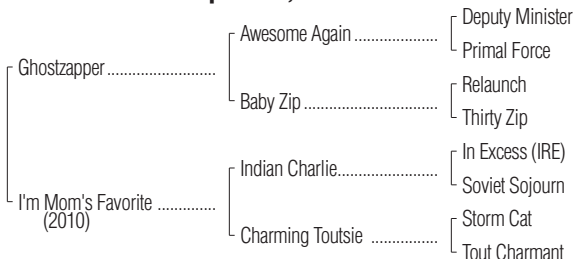 Deputy Minister
Awesome Again ..................
Primal Force
Ghostzapper ........................
Relaunch
Baby Zip .............................
Thirty Zip
In Excess (IRE)
Indian Charlie......................
Soviet Sojourn
I'm Mom's Favorite .............
(2010)
Storm Cat
Charming Toutsie ...............
Tout Charmant